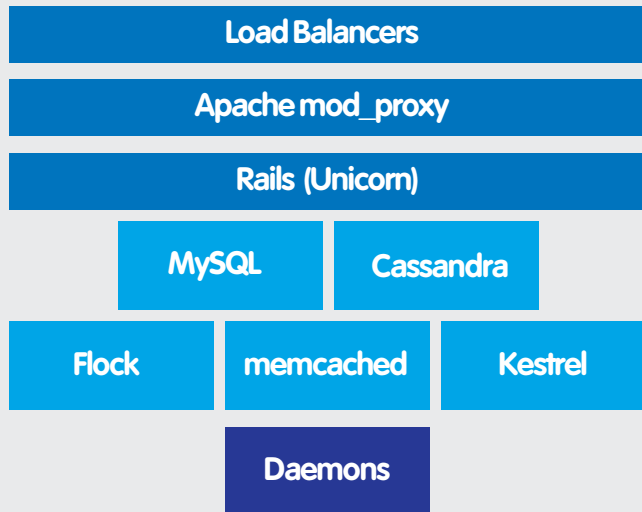 Load Balancers
Apache mod_proxy
Rails (Unicorn)
MySQL
Cassandra
Flock
memcached
Kestrel
Daemons